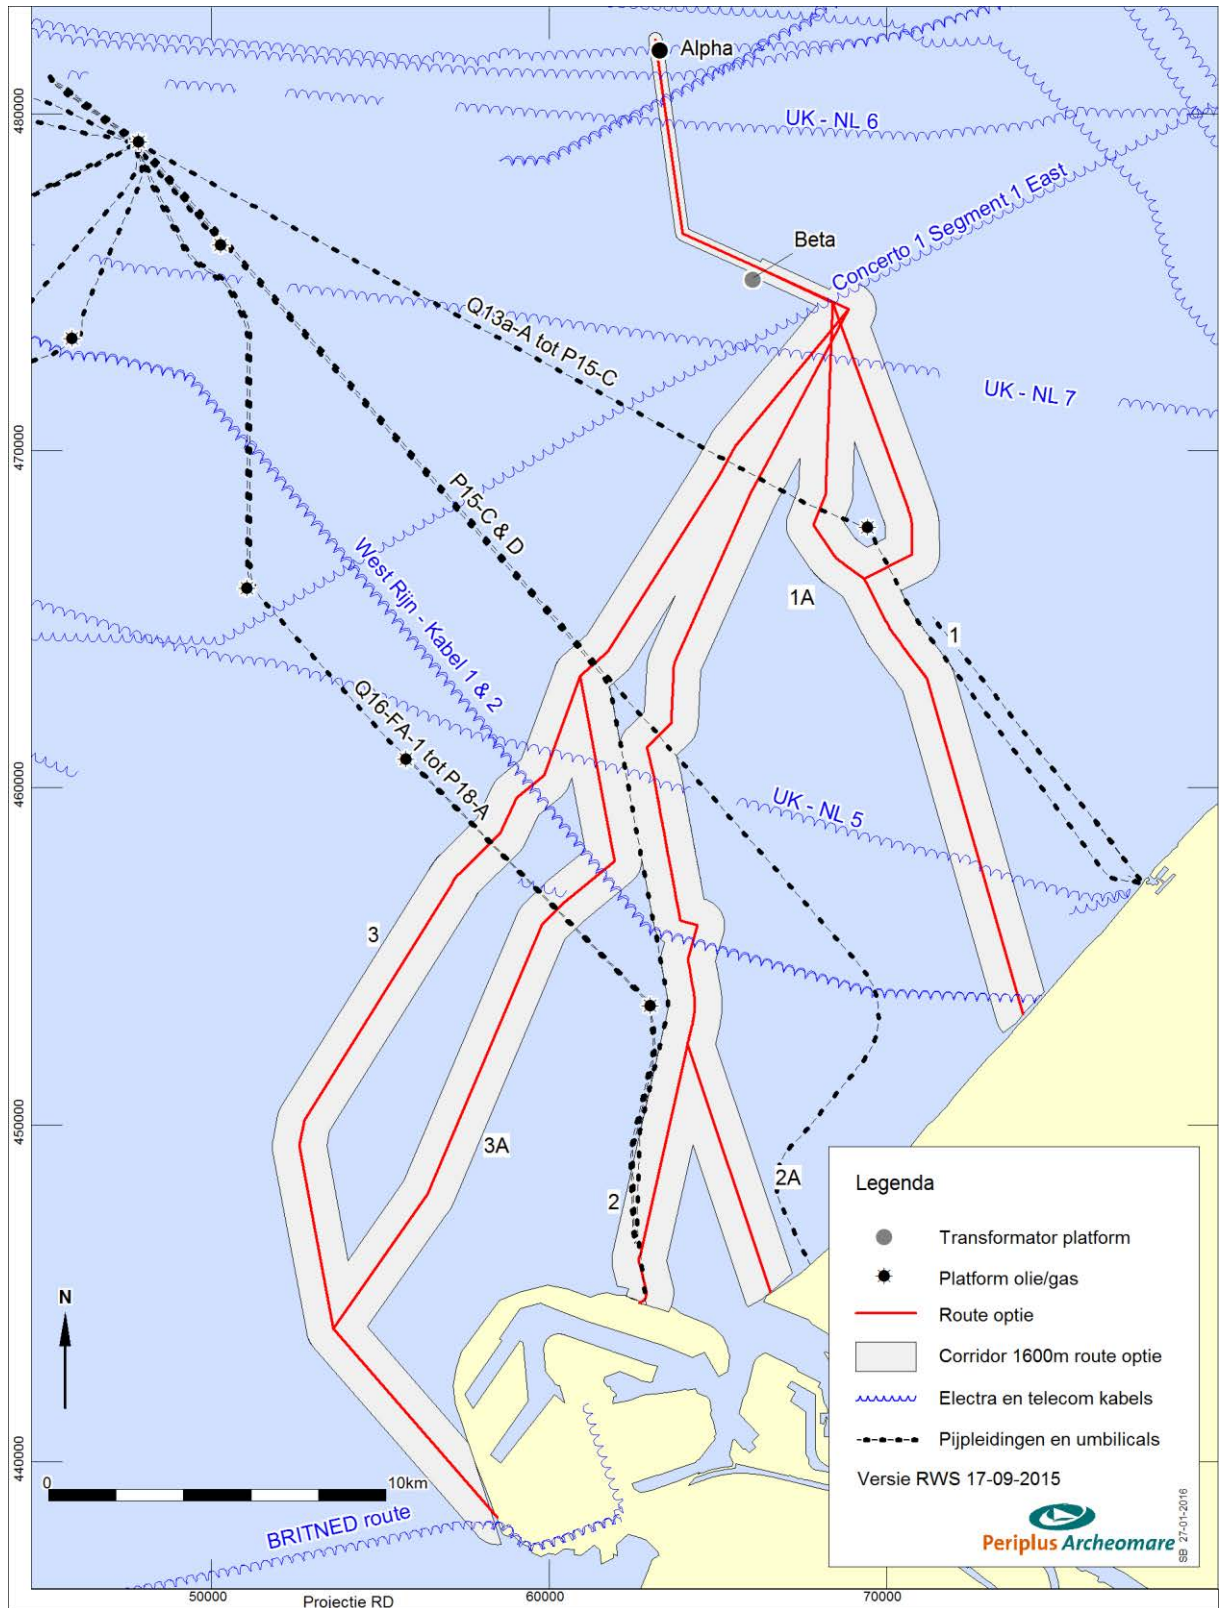 Alpha
480000
UK - NL 6
Concerto 1 Segment 1 East
Beta
Q13a-A tot P15-C
UK - NL 7
470000
P15-C & D
West Rijn - Kabel 1 & 2
1A
1
Q16-FA-1 tot P18-A
460000
UK - NL 5
3
450000
3A
2
2A
Legenda
Transformator platform
Platform olie/gas
Route optie
Corridor 1600m route optie
Electra en telecom kabels
Pijpleidingen en umbilicals
Versie RWS 17-09-2015
Periplus Archeomare
SB 27-01-2016
N
440000
0
10km
BRITNED route
50000
60000
70000
Projectie RD